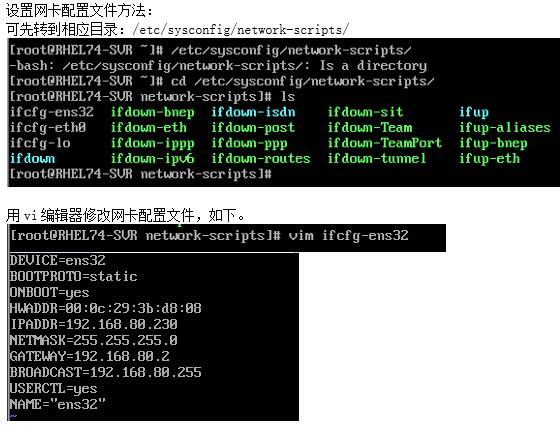 设置网卡配置文件方法：
可先转到相应目录：/etc/sysconfig/network-scripts/
[root@RHEL74-SVR ~]# /etc/sysconfig/network-scripts/
-bash: /etc/sysconfig/network-scripts/: Is a directory
[root@RHEL74-SVR ~]# cd /etc/sysconfig/network-scripts/
[root@RHEL74-SVR network-scripts]# ls
ifcfg-ens32 ifdown-bnep ifdown-isdn ifdown-sit ifup
ifcfg-eth0 ifdown-eth ifdown-post ifdown-Team ifup-aliases
ifcfg-lo ifdown-ippp ifdown-ppp ifdown-TeamPort ifup-bnep
ifdown ifdown-ipv6 ifdown-routes ifdown-tunnel ifup-eth
[root@RHEL74-SVR network-scripts]#
用 vi 编辑器修改网卡配置文件，如下。
[root@RHEL74-SVR network-scripts]# vim ifcfg-ens32
DEVICE=ens32
BOOTPROTO=static
ONBOOT=yes
HWADDR=00:0c:29:3b:d8:08
IPADDR=192.168.80.230
NETMASK=255.255.255.0
GATEWAY=192.168.80.2
BROADCAST=192.168.80.255
USERCTL=yes
NAME="ens32"
~